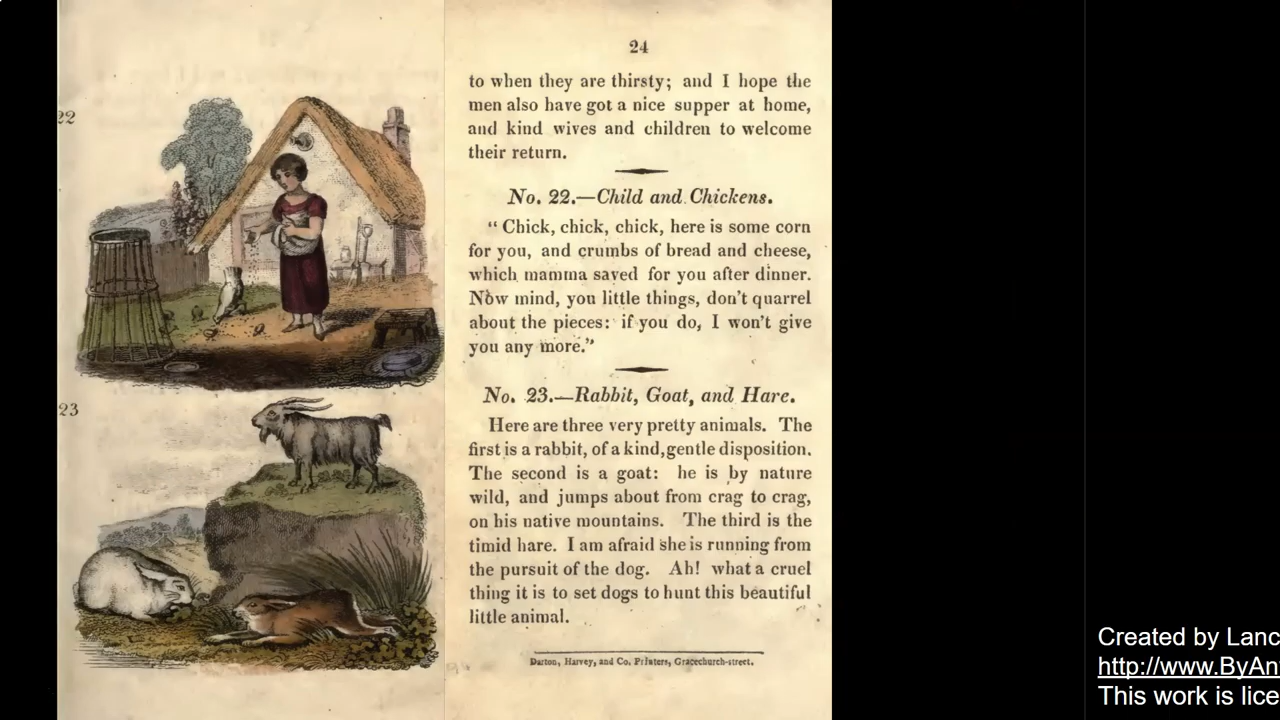 22
23
24
to when they are thirsty; and I hope the
men also have got a nice supper at home,
and kind wives and children to welcome
their return.
No. 22.—Child and Chickens.
“ Chick, chick, chick, here is some corn
for you, and crumbs of bread and cheese,
which mamma saved for you after dinner.
Now mind, you little things, don't quarrel
about the pieces: if you do, I won't give
you any more.”
No. 23.—Rabbit, Goat, and Hare.
Here are three very pretty animals. The
first is a rabbit, of a kind, gentle disposition.
The second is a goat: he is by nature
wild, and jumps about from crag to crag,
on his native mountains. The third is the
timid hare. I am afraid she is running from
the pursuit of the dog. Ah! what a cruel
thing it is to set dogs to hunt this beautiful
little animal.
Darton, Harvey, and Co. Printers, Gracechurch-street.
Created by Lanc
http://www.ByAn
This work is lice